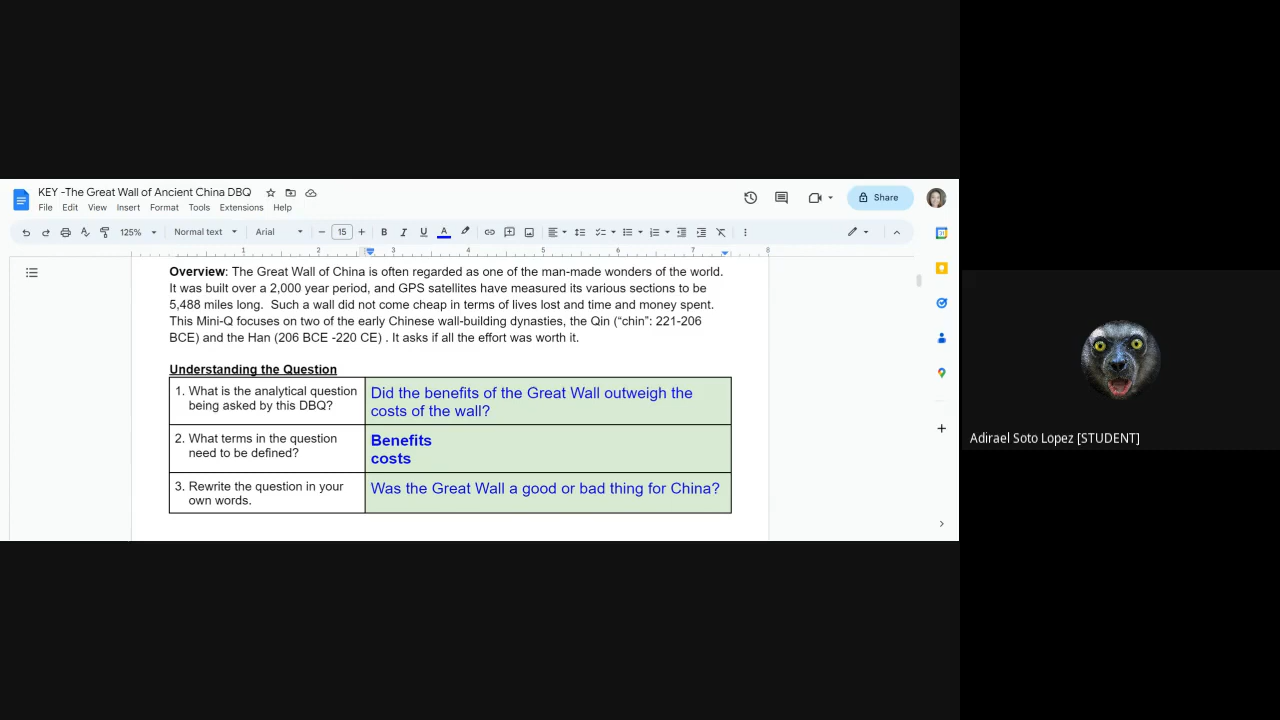 KEY -The Great Wall of Ancient China DBQ
File Edit View Insert Format Tools Extensions Help
Share
125% Normal text Arial 15 B I U A
1 2 3 4 5 6 7 8
Overview: The Great Wall of China is often regarded as one of the man-made wonders of the world.
It was built over a 2,000 year period, and GPS satellites have measured its various sections to be
5,488 miles long. Such a wall did not come cheap in terms of lives lost and time and money spent.
This Mini-Q focuses on two of the early Chinese wall-building dynasties, the Qin (“chin”: 221-206
BCE) and the Han (206 BCE -220 CE) . It asks if all the effort was worth it.
Understanding the Question
1. What is the analytical question
being asked by this DBQ?
Did the benefits of the Great Wall outweigh the
costs of the wall?
2. What terms in the question
need to be defined?
Benefits
costs
3. Rewrite the question in your
own words.
Was the Great Wall a good or bad thing for China?
Adirael Soto Lopez [STUDENT]